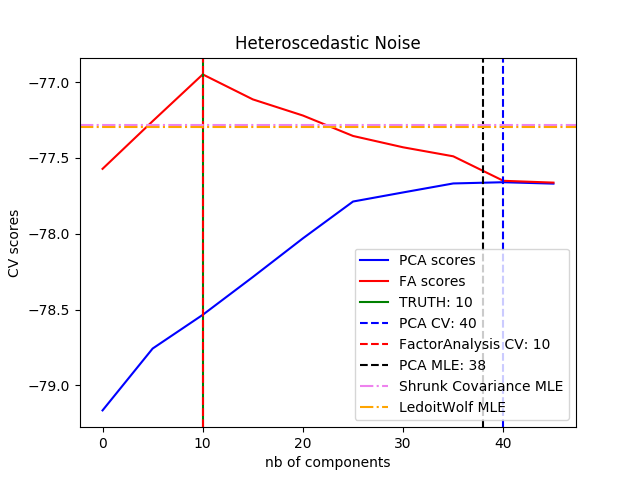 Heteroscedastic Noise
CV scores
−77.0
−77.5
−78.0
−78.5
−79.0
PCA scores
FA scores
TRUTH: 10
PCA CV: 40
FactorAnalysis CV: 10
PCA MLE: 38
Shrunk Covariance MLE
LedoitWolf MLE
0 10 20 30 40
nb of components